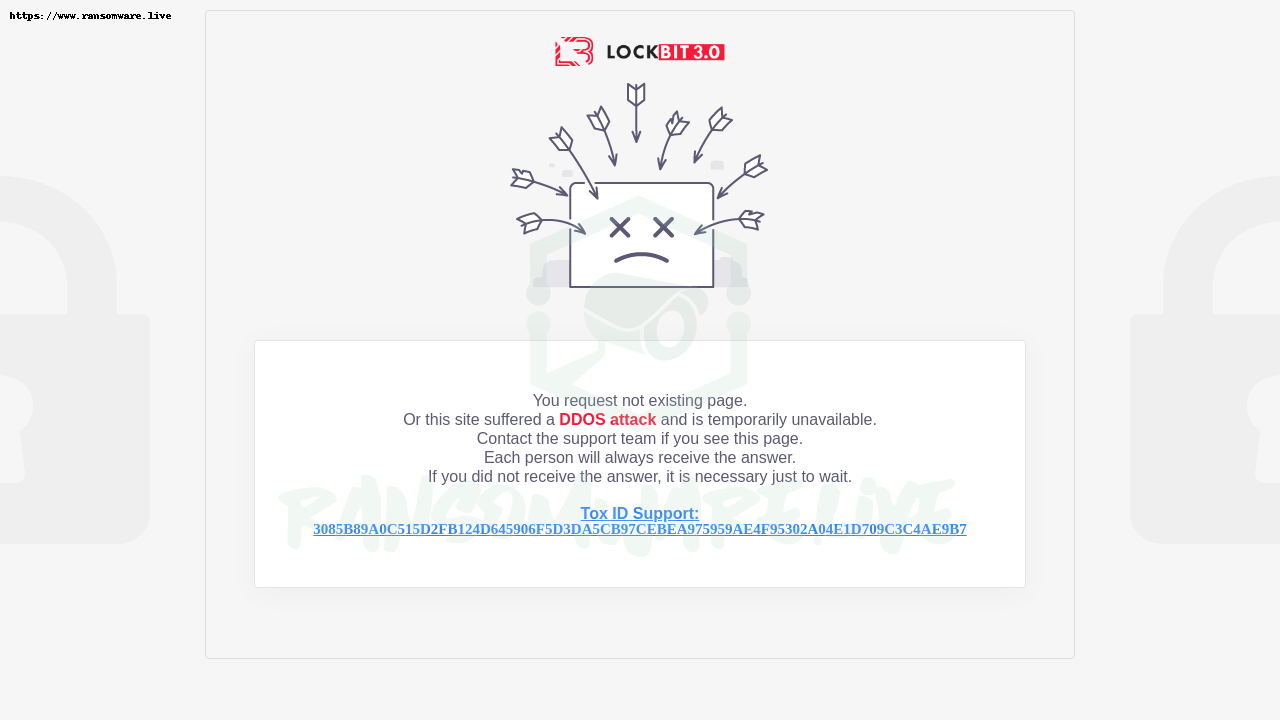 https://www.ransomware.live
LOCKBIT 3.0
You request not existing page.
Or this site suffered a DDOS attack and is temporarily unavailable.
Contact the support team if you see this page.
Each person will always receive the answer.
If you did not receive the answer, it is necessary just to wait.
RANSOMWARE.LIVE
Tox ID Support:
3085B89A0C515D2FB124D645906F5D3DA5CB97CEBEA975959AE4F95302A04E1D709C3C4AE9B7